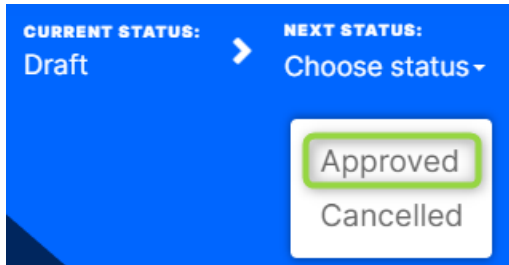 CURRENT STATUS:
Draft
NEXT STATUS:
Choose status
Approved
Cancelled